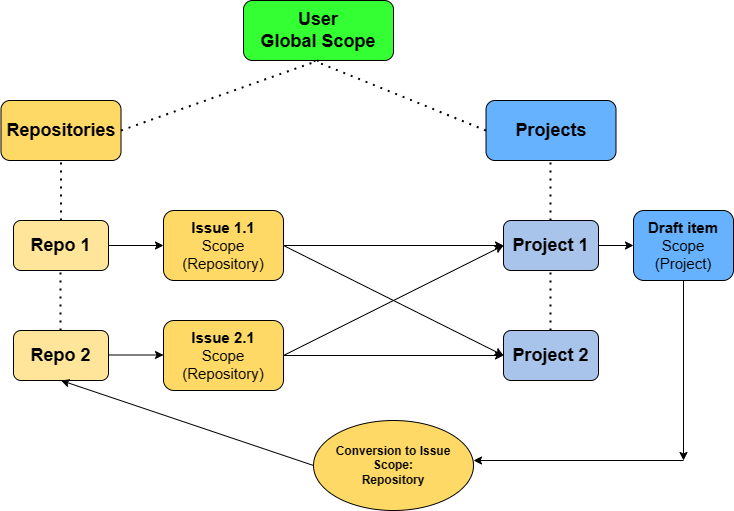 User
Global Scope
Repositories
Projects
Repo 1
Issue 1.1
Scope
(Repository)
Project 1
Draft item
Scope
(Project)
Repo 2
Issue 2.1
Scope
(Repository)
Project 2
Conversion to Issue
Scope:
Repository